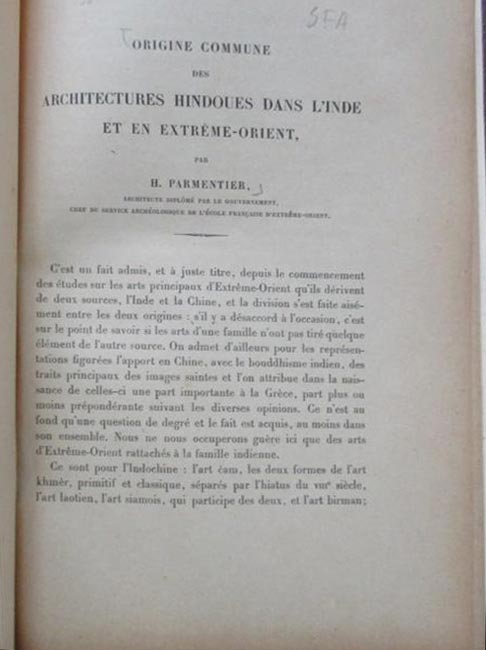 SFA
ORIGINE COMMUNE
DES
ARCHITECTURES HINDOUES DANS L'INDE
ET EN EXTRÊME-ORIENT,
PAR
H. PARMENTIER,
ARCHITECTE DIPLÔMÉ PAR LE GOUVERNEMENT,
CHEF DU SERVICE ARCHÉOLOGIQUE DE L'ÉCOLE FRANÇAISE D'EXTRÊME-ORIENT.
C'est un fait admis, et à juste titre, depuis le commencement
des études sur les arts principaux d'Extrême-Orient qu'ils dérivent
de deux sources, l'Inde et la Chine, et la division s'est faite aisé-
ment entre les deux origines : s'il y a désaccord à l'occasion, c'est
sur le point de savoir si les arts d'une famille n'ont pas tiré quelque
élément de l'autre source. On admet d'ailleurs pour les représen-
tations figurées l'apport en Chine, avec le bouddhisme indien, des
traits principaux des images saintes et l'on attribue dans la nais-
sance de celles-ci une part importante à la Grèce, part plus ou
moins prépondérante suivant les diverses opinions. Ce n'est au
fond qu'une question de degré et le fait est acquis, au moins dans
son ensemble. Nous ne nous occuperons guère ici que des arts
d'Extrême-Orient rattachés à la famille indienne.
Ce sont pour l'Indochine : l'art čam, les deux formes de l'art
khmèr, primitif et classique, séparés par l'hiatus du VIIIe siècle,
l'art laotien, l'art siamois, qui participe des deux, et l'art birman;